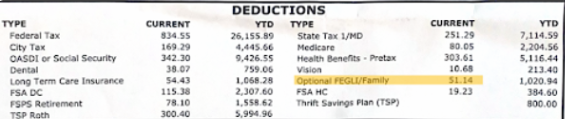 DEDUCTIONS
TYPE CURRENT YTD TYPE CURRENT YTD
Federal Tax 834.55 26,155.89 State Tax 1/MD 251.29 7,114.59
City Tax 169.29 4,445.66 Medicare 80.05 2,204.56
OASDI or Social Security 342.30 9,426.55 Health Benefits - Pretax 303.61 5,116.44
Dental 38.07 759.06 Vision 10.68 213.40
Long Term Care Insurance 54.43 1,068.28 Optional FEGLI/Family 51.14 1,020.94
FSA DC 115.38 2,307.60 FSA HC 19.23 384.60
FSPS Retirement 78.10 1,558.62 Thrift Savings Plan (TSP) 800.00
TSP Roth 300.40 5,994.96